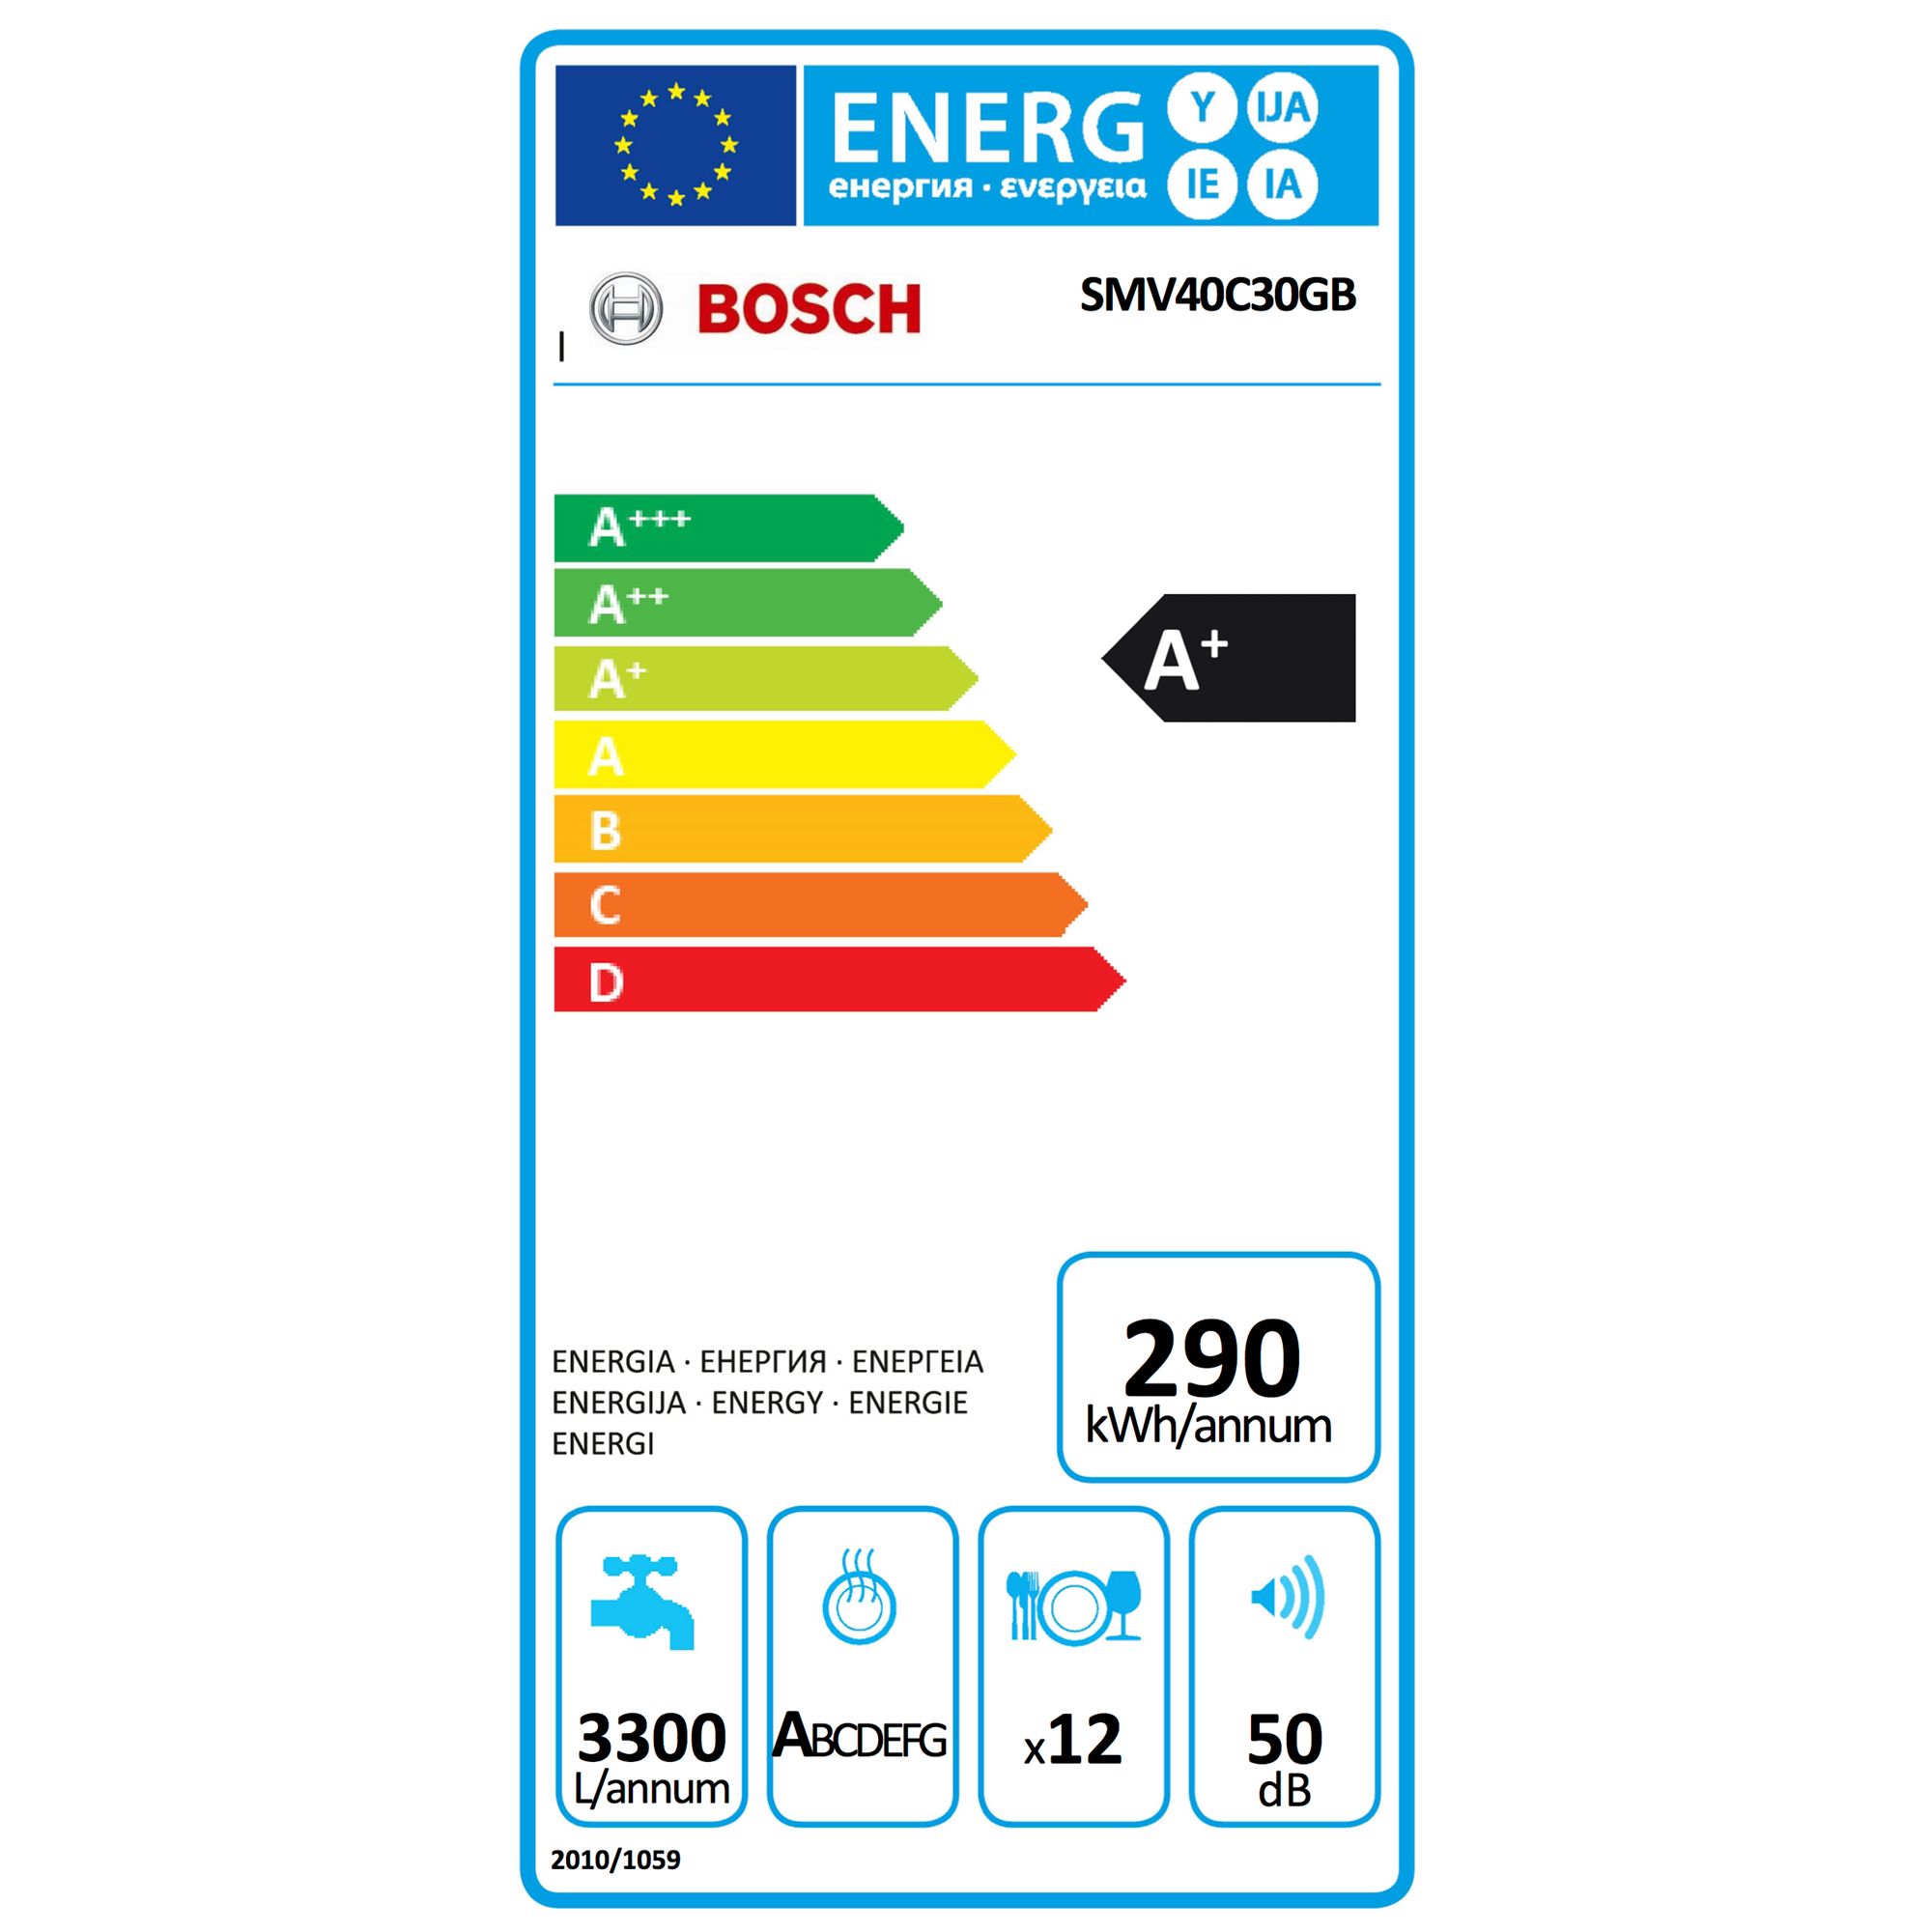 ENERG Y IJA
енергия · ενεργεια IE IA
BOSCH SMV40C30GB
|
A+++
A++
A+
A+
A
B
C
D
ENERGIA · ЕНЕРГИЯ · ΕΝΕΡΓΕΙΑ
ENERGIJA · ENERGY · ENERGIE
ENERGI
290
kWh/annum
3300
L/annum
ABCDEFG
x12
50
dB
2010/1059